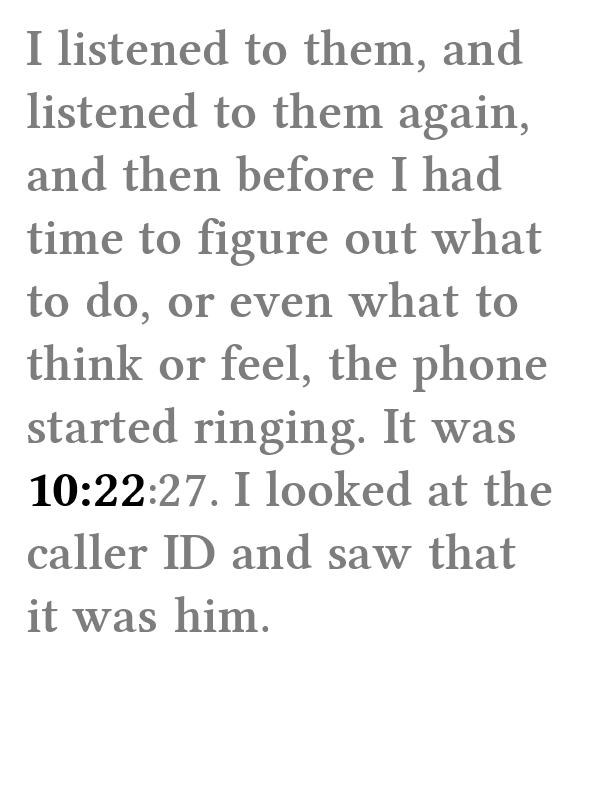 I listened to them, and
listened to them again,
and then before I had
time to figure out what
to do, or even what to
think or feel, the phone
started ringing. It was
10:22:27. I looked at the
caller ID and saw that
it was him.